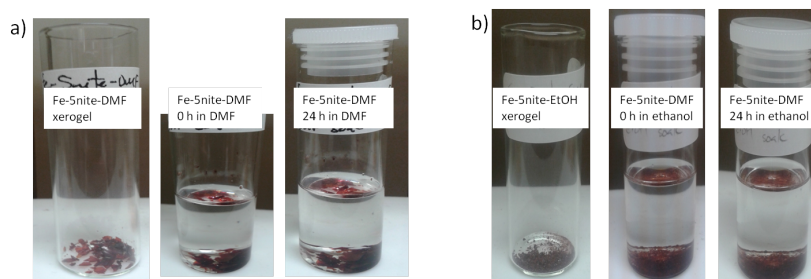 a)
Fe-5nite-DMF
xerogel
Fe-5nite-DMF
0 h in DMF
Fe-5nite-DMF
24 h in DMF
b)
Fe-5nite-EtOH
xerogel
Fe-5nite-DMF
0 h in ethanol
Fe-5nite-DMF
24 h in ethanol